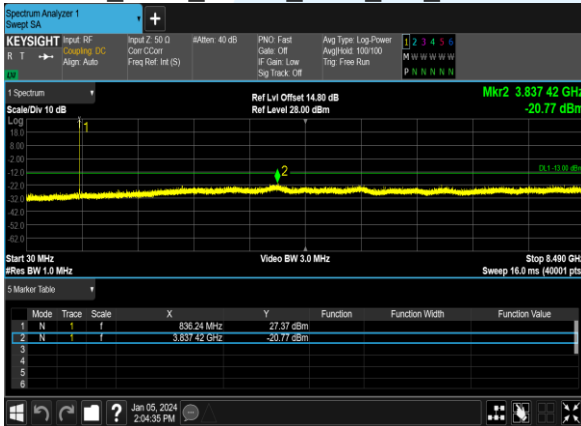 Spectrum Analyzer 1
Swept SA
KEYSIGHT
R T
Input: RF
Coupling: DC
Align: Auto
Input Z: 50 Ω
Corr CCorr
Freq Ref: Int (S)
#Atten: 40 dB
PNO: Fast
Gate: Off
IF Gain: Low
Sig Track: Off
Avg Type: Log-Power
Avg|Hold: 100/100
Trig: Free Run
1 2 3 4 5 6
M W W W W W
P N N N N N
1 Spectrum
Scale/Div 10 dB
Ref Lvl Offset 14.80 dB
Ref Level 28.00 dBm
Mkr2 3.837 42 GHz
-20.77 dBm
Log
18.0
8.00
-2.00
-12.0
-22.0
-32.0
-42.0
-52.0
-62.0
1
2
DL1 -13.00 dBm
Start 30 MHz
#Res BW 1.0 MHz
Video BW 3.0 MHz
Stop 8.490 GHz
Sweep 16.0 ms (40001 pts)
5 Marker Table
Mode Trace Scale X Y Function Function Width Function Value
1 N 1 f 836.24 MHz 27.37 dBm
2 N 1 f 3.837 42 GHz -20.77 dBm
3
4
5
6
?
Jan 05, 2024
2:04:35 PM